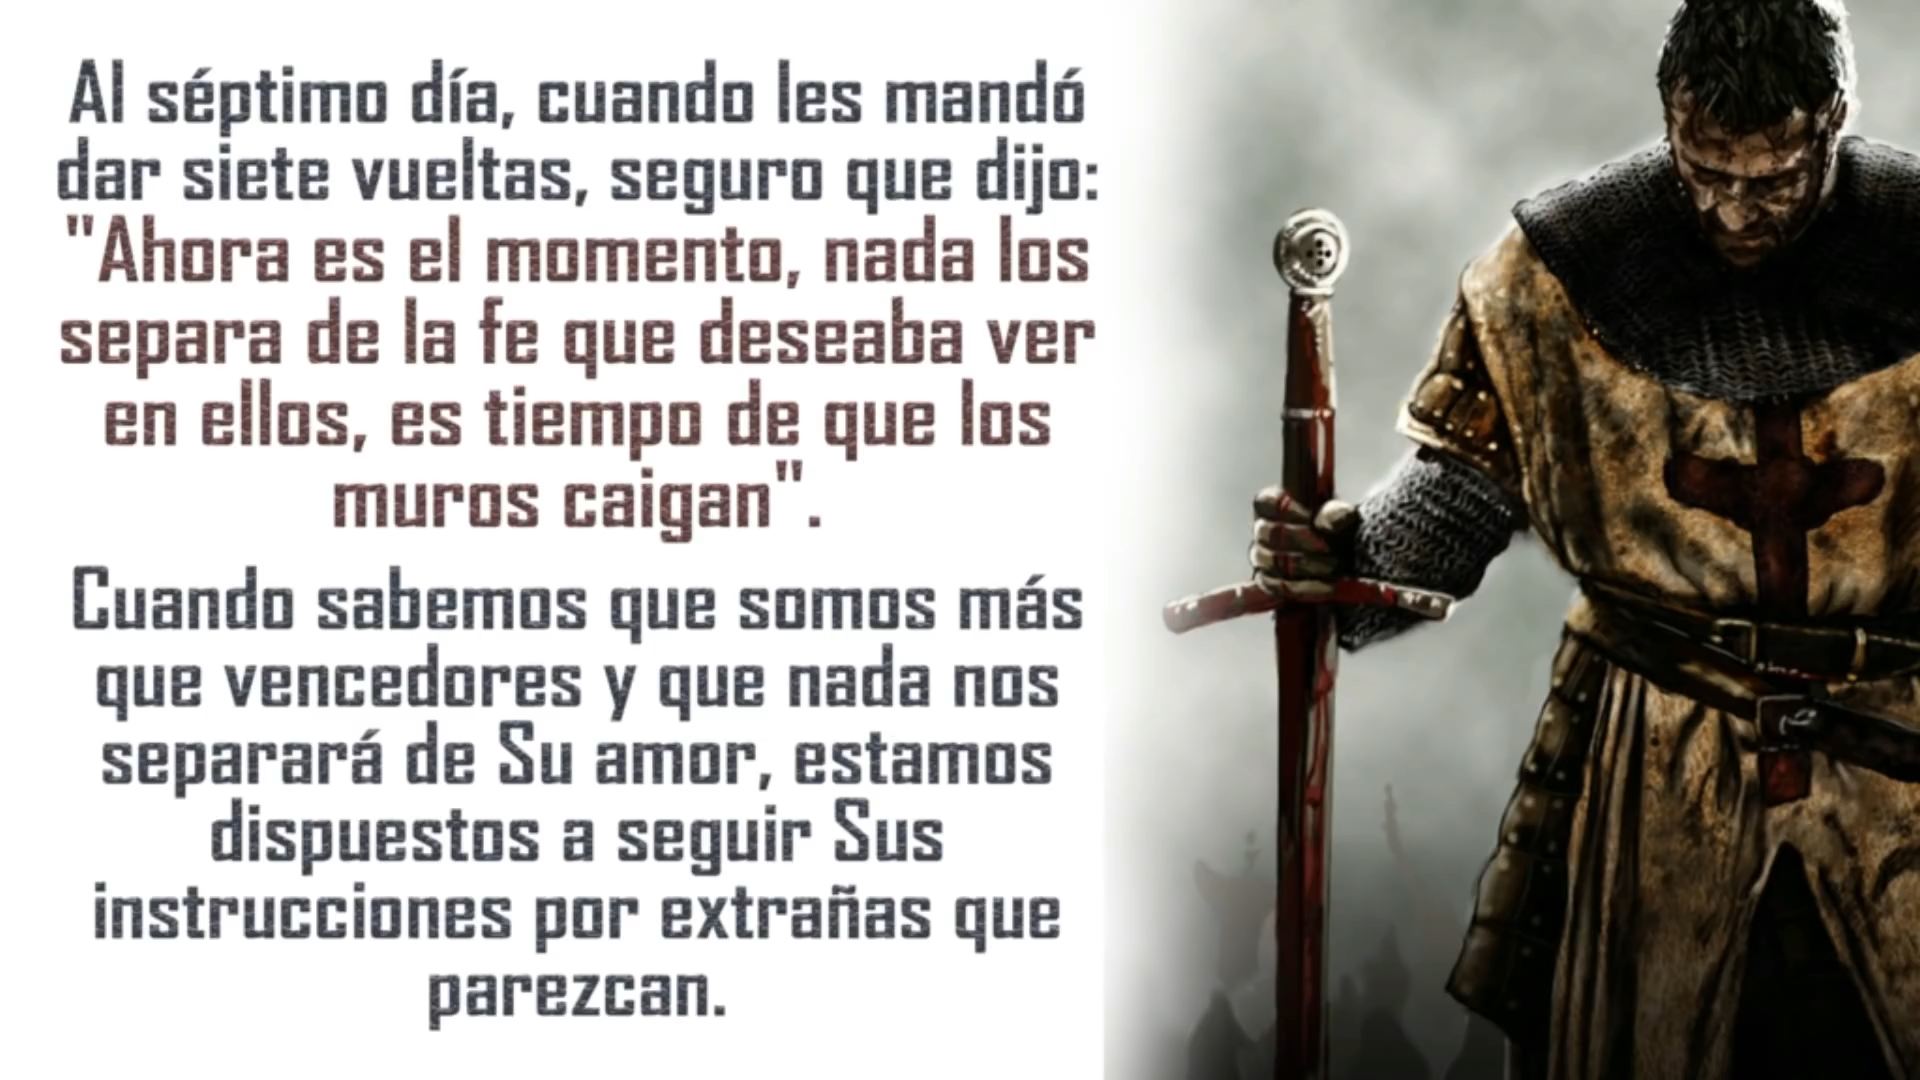 Al séptimo día, cuando les mandó
dar siete vueltas, seguro que dijo:
"Ahora es el momento, nada los
separa de la fe que deseaba ver
en ellos, es tiempo de que los
muros caigan".
Cuando sabemos que somos más
que vencedores y que nada nos
separará de Su amor, estamos
dispuestos a seguir Sus
instrucciones por extrañas que
parezcan.